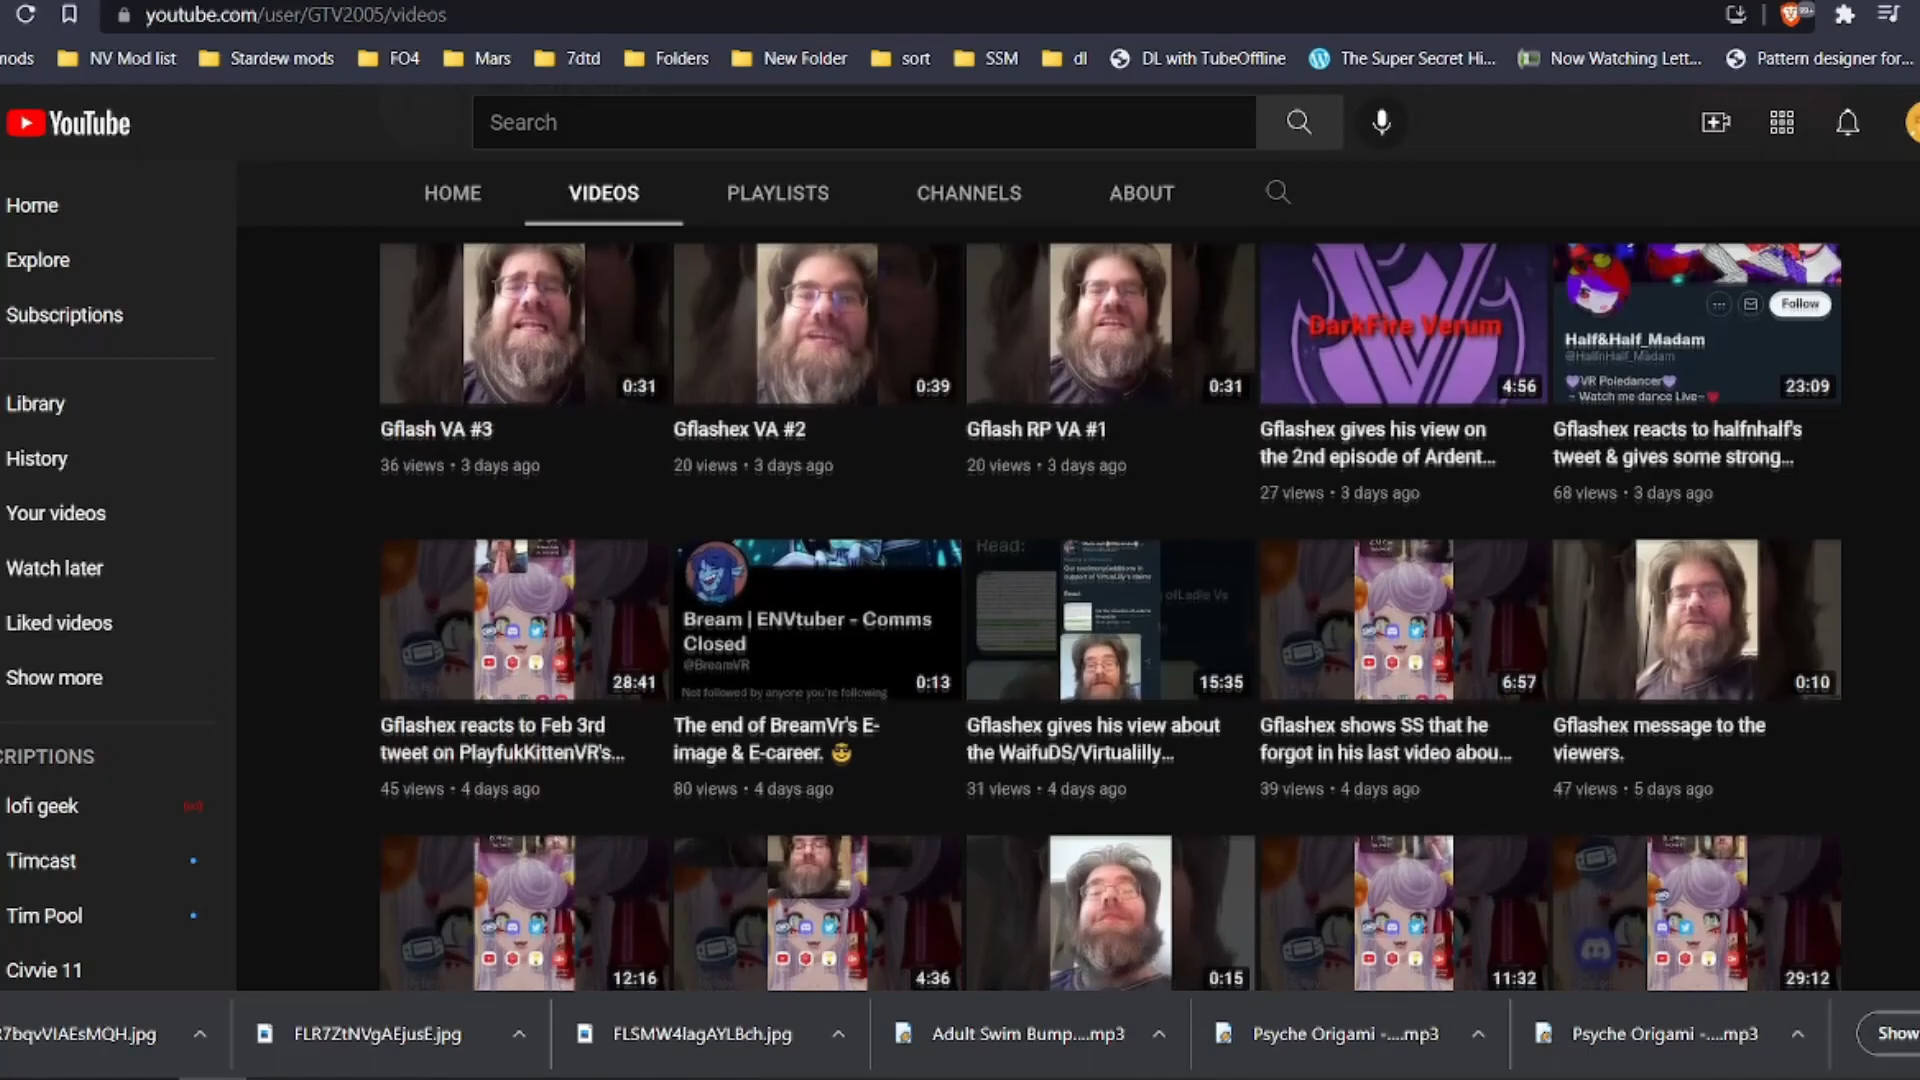 youtube.com/user/GTV2005/videos
mods NV Mod list Stardew mods FO4 Mars 7dtd Folders New Folder sort SSM dl DL with TubeOffline The Super Secret Hi... Now Watching Lett... Pattern designer for...
YouTube
Search
HOME VIDEOS PLAYLISTS CHANNELS ABOUT
Home
Explore
Subscriptions
Library
History
Your videos
Watch later
Liked videos
Show more
CRIPTIONS
lofi geek
Timcast
Tim Pool
Civvie 11
0:31
Gflash VA #3
36 views • 3 days ago
0:39
Gflashex VA #2
20 views • 3 days ago
0:31
Gflash RP VA #1
20 views • 3 days ago
DarkFire Verum
4:56
Gflashex gives his view on
the 2nd episode of Ardent...
27 views • 3 days ago
Follow
Half&Half_Madam
@HalfnHalf_Madam
VR Poledancer
~ Watch me dance Live~
23:09
Gflashex reacts to halfnhalf's
tweet & gives some strong...
68 views • 3 days ago
28:41
Gflashex reacts to Feb 3rd
tweet on PlayfukKittenVR's...
45 views • 4 days ago
Bream | ENVtuber - Comms
Closed
@BreamVR
Not followed by anyone you're following
0:13
The end of BreamVr's E-
image & E-career. 😎
80 views • 4 days ago
Read:
15:35
Gflashex gives his view about
the WaifuDS/Virtualilly...
31 views • 4 days ago
6:57
Gflashex shows SS that he
forgot in his last video abou...
39 views • 4 days ago
0:10
Gflashex message to the
viewers.
47 views • 5 days ago
12:16
4:36
0:15
11:32
29:12
R7bqvVIAEsMQH.jpg
FLR7ZtNVgAEjusE.jpg
FLSMW4lagAYLBch.jpg
Adult Swim Bump....mp3
Psyche Origami -....mp3
Psyche Origami -....mp3
Show